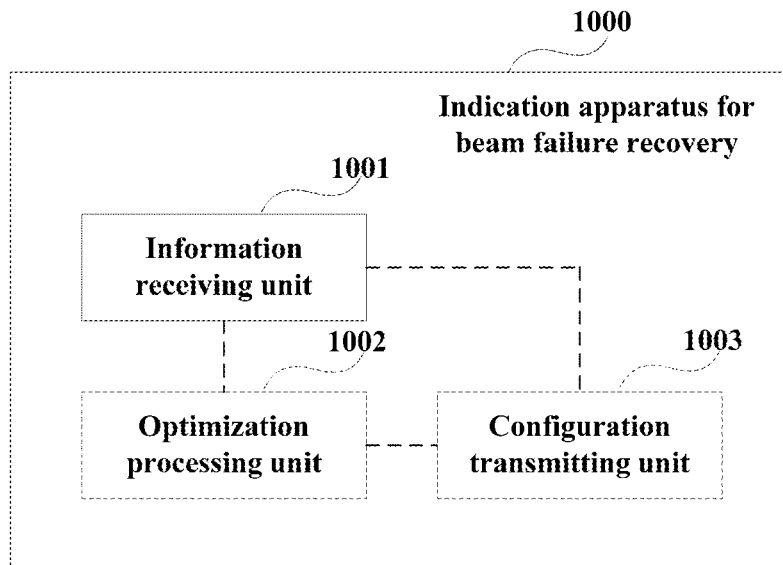 1000
Indication apparatus for
beam failure recovery
1001
Information
receiving unit
1002
Optimization
processing unit
1003
Configuration
transmitting unit